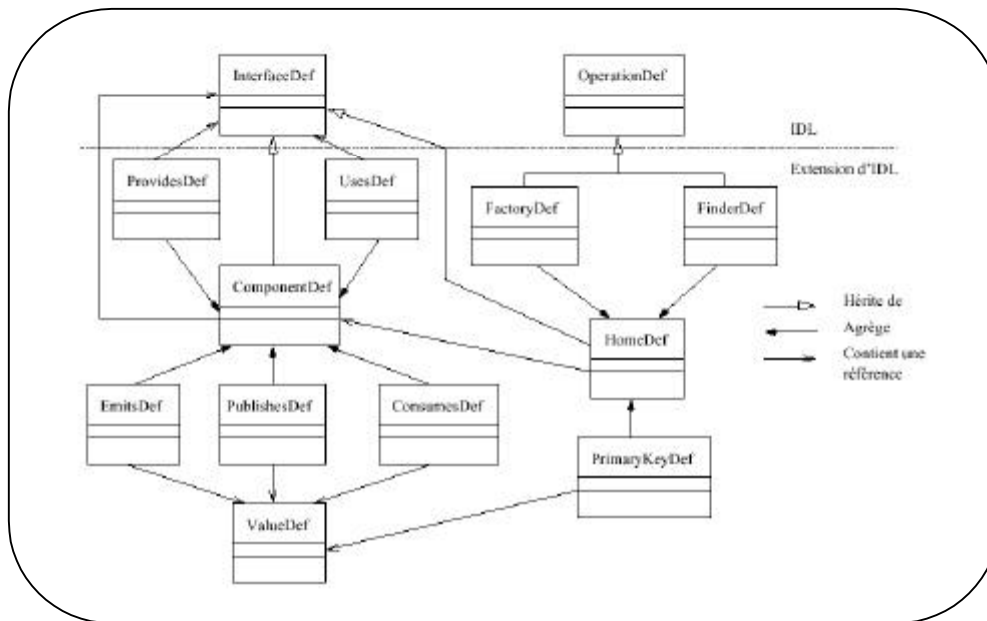 InterfaceDef
OperationDef
IDL
Extension d'IDL
ProvidesDef
UsesDef
FactoryDef
FinderDef
ComponentDef
HomeDef
Hérite de
Agrège
Contient une
référence
EmitsDef
PublishesDef
ConsumesDef
PrimaryKeyDef
ValueDef